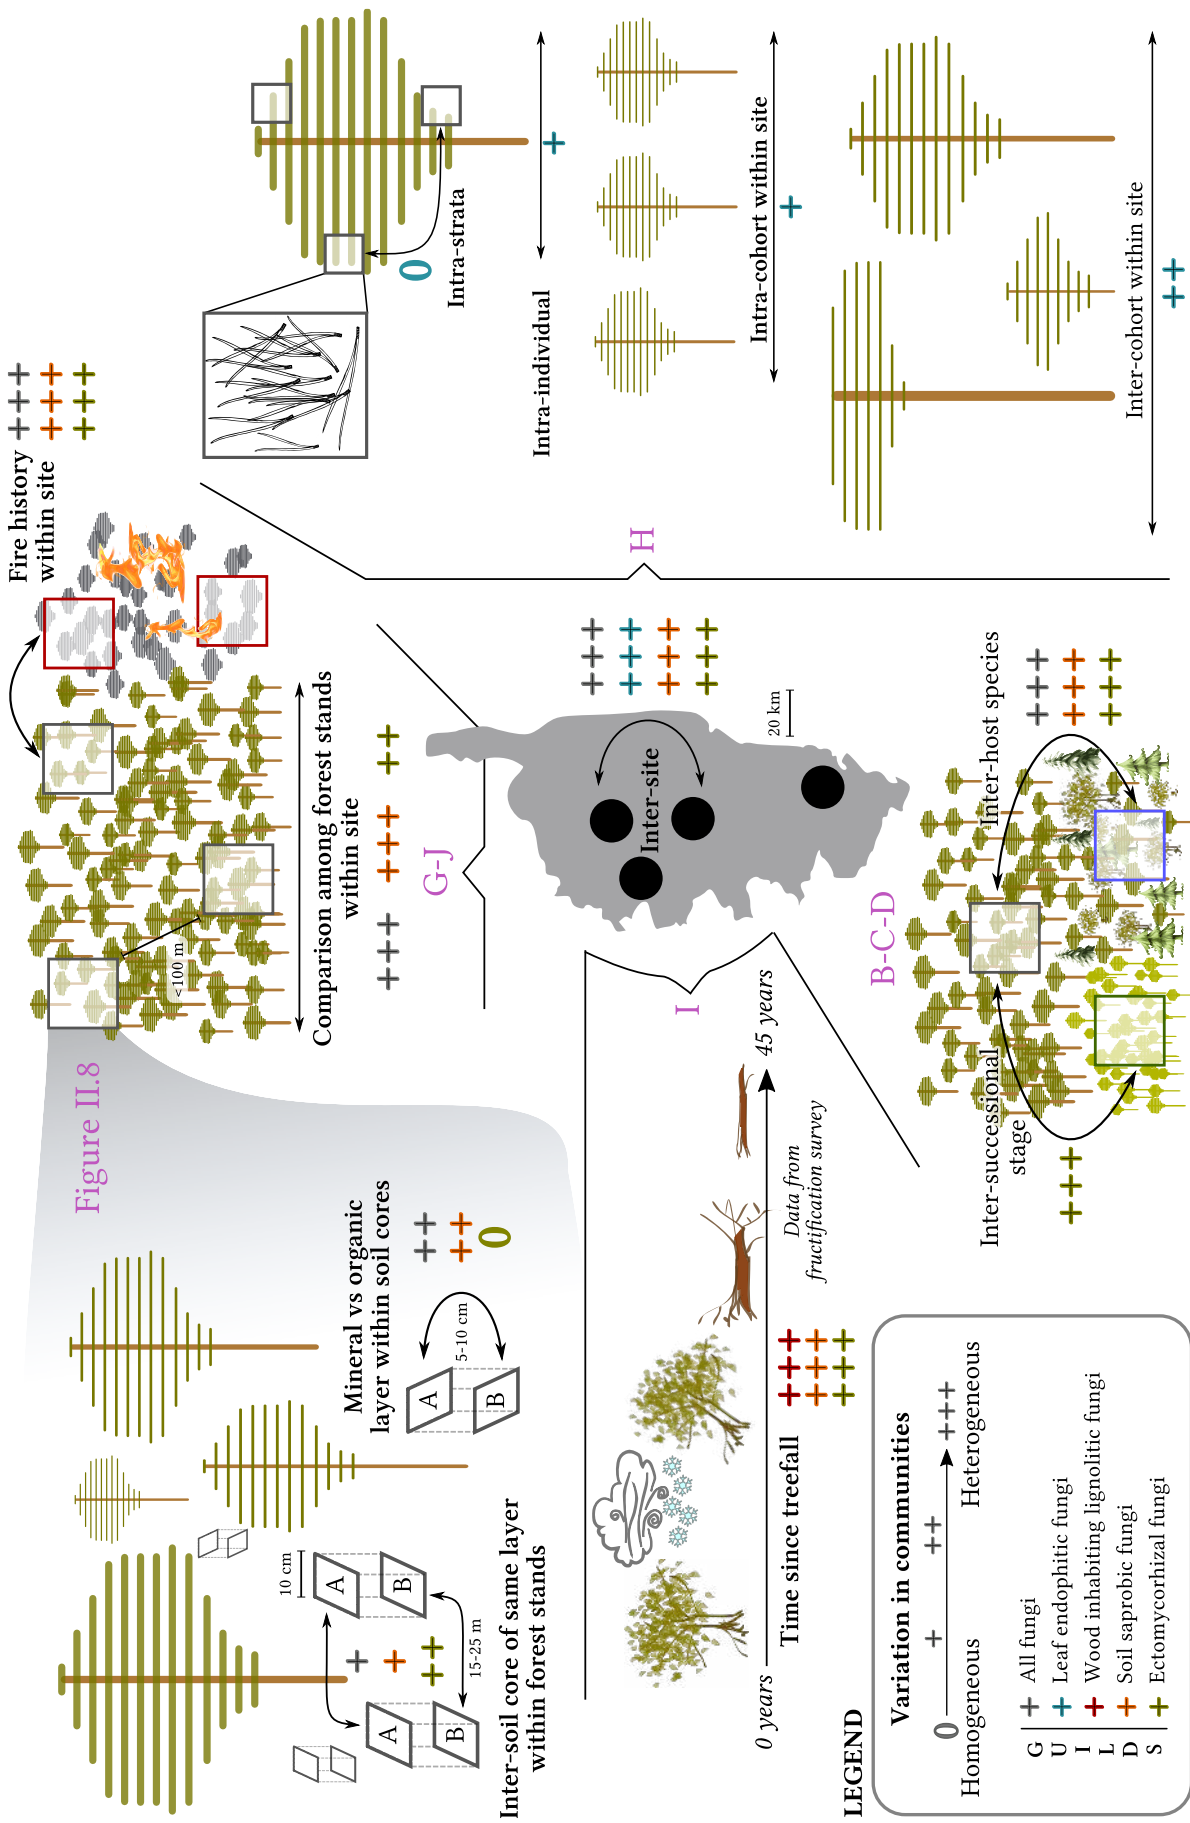 Fire history
within site
+++
+++
+++
Figure II.8
<100 m
Comparison among forest stands
within site
+++
+++
++
10 cm
A
B
A
B
+
+
++
15-25 m
Inter-soil core of same layer
within forest stands
Mineral vs organic
layer within soil cores
A
B
5-10 cm
++
++
0
G-J
0
Intra-strata
Intra-individual
+
H
Intra-cohort within site
+
Inter-cohort within site
++
Inter-site
20 km
+++
+++
+++
+++
I
0 years
45 years
Time since treefall
+++
+++
+++
Data from
fructification survey
B-C-D
Inter-successional
stage
+++
Inter-host species
+++
+++
+++
LEGEND
Variation in communities
0
+
++
+++
Homogeneous
Heterogeneous
G
U
I
L
D
S
+ All fungi
+ Leaf endophitic fungi
+ Wood inhabiting lignolitic fungi
+ Soil saprobic fungi
+ Ectomycorhizal fungi